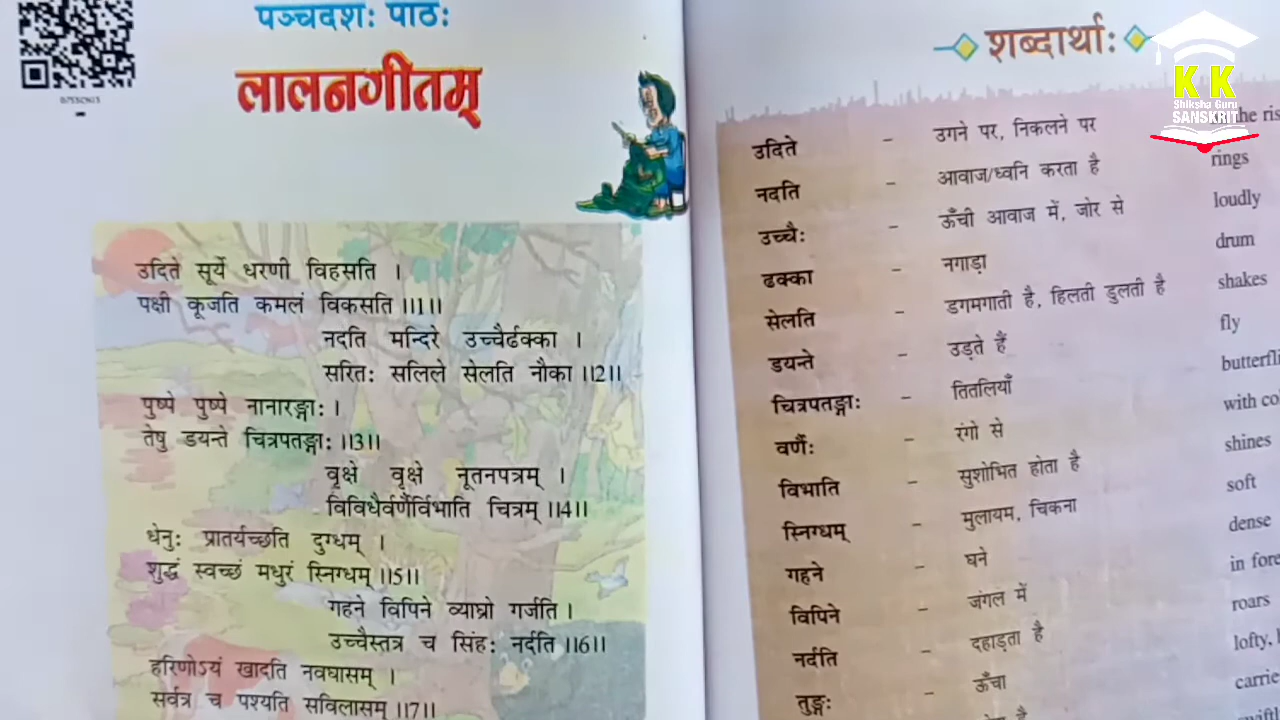 पञ्चदशः पाठः
लालनगीतम्
उदिते सूर्ये धरणी विहसति ।
पक्षी कूजति कमलं विकसति ।।1।।
नदति मन्दिरे उच्चैर्ढक्का ।
सरितः सलिले सेलति नौका ।।2।।
पुष्पे पुष्पे नानारङ्गाः ।
तेषु डयन्ते चित्रपतङ्गाः ।।3।।
वृक्षे वृक्षे नूतनपत्रम् ।
विविधैर्वर्णैर्विभाति चित्रम् ।।4।।
धेनुः प्रातर्यच्छति दुग्धम् ।
शुद्धं स्वच्छं मधुरं स्निग्धम् ।।5।।
गहने विपिने व्याघ्रो गर्जति ।
उच्चैस्तत्र च सिंहः नर्दति ।।6।।
हरिणोऽयं खादति नवघासम् ।
सर्वत्र च पश्यति सविलासम् ।।7।।
शब्दार्थाः
K K
Shiksha Guru
SANSKRIT
उदिते – उगने पर, निकलने पर
नदति – आवाज/ध्वनि करता है rings
उच्चैः – ऊँची आवाज में, जोर से loudly
ढक्का – नगाड़ा drum
सेलति – डगमगाती है, हिलती डुलती है shakes
डयन्ते – उड़ते हैं fly
चित्रपतङ्गाः – तितलियाँ
वर्णैः – रंगो से with
विभाति – सुशोभित होता है shines
स्निग्धम् – मुलायम, चिकना soft
गहने – घने dense
विपिने – जंगल में in
नर्दति – दहाड़ता है roars
तुङ्गः – ऊँचा lofty,